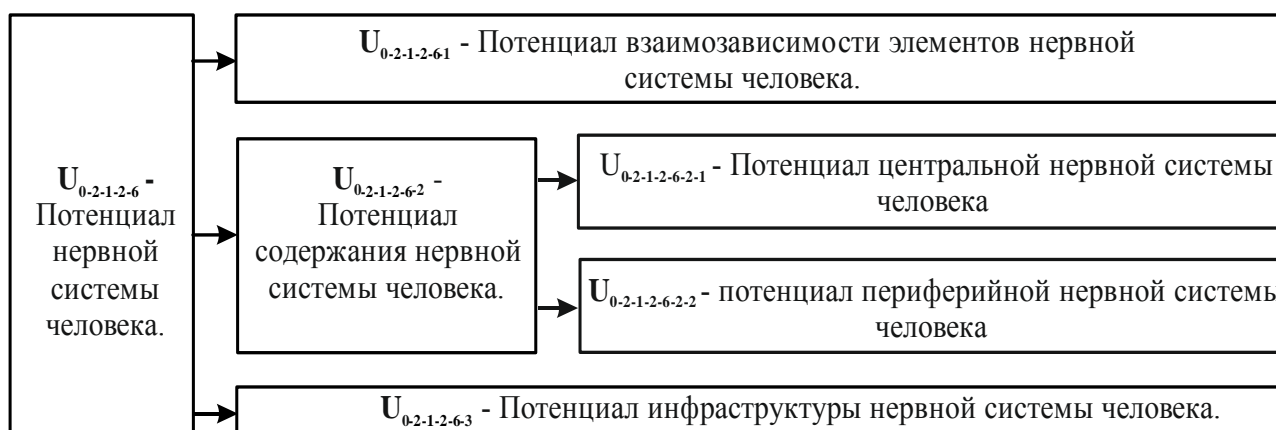 U0-2-1-2-6-1 - Потенциал взаимозависимости элементов нервной
системы человека.
U0-2-1-2-6 -
Потенциал
нервной
системы
человека.
U0-2-1-2-6-2 -
Потенциал
содержания нервной
системы человека.
U0-2-1-2-6-2-1 - Потенциал центральной нервной системы
человека
U0-2-1-2-6-2-2 - потенциал периферийной нервной системы
человека
U0-2-1-2-6-3 - Потенциал инфраструктуры нервной системы человека.